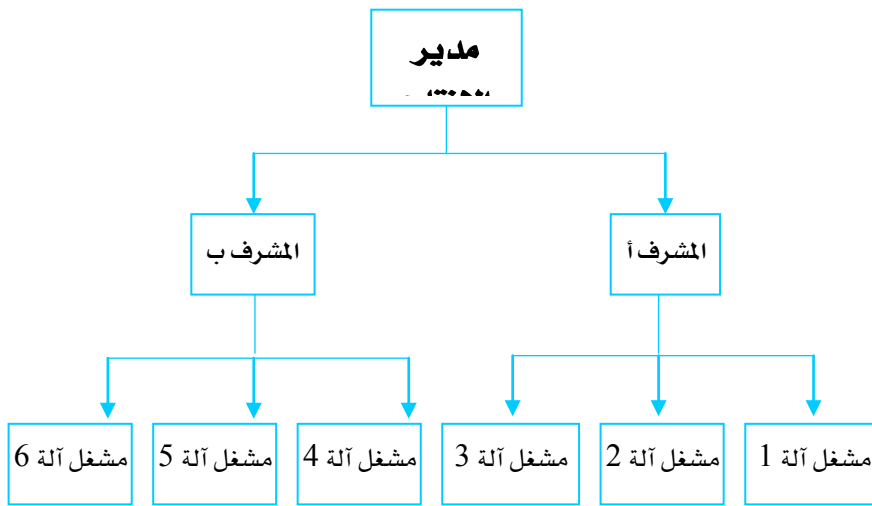 مدير
المشرف أ
المشرف ب
مشغل آلة 1
مشغل آلة 2
مشغل آلة 3
مشغل آلة 4
مشغل آلة 5
مشغل آلة 6